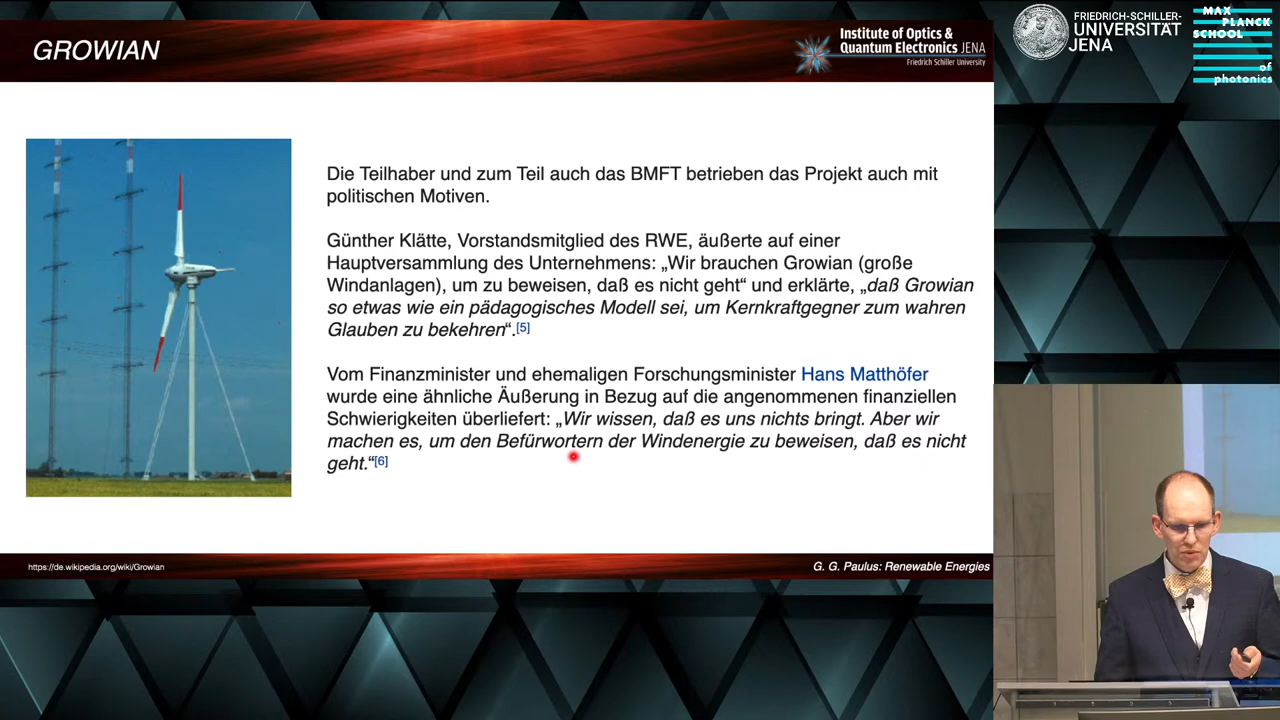 GROWIAN
Institute of Optics &
Quantum Electronics JENA
Friedrich Schiller University
FRIEDRICH-SCHILLER-
UNIVERSITÄT
JENA
MAX
PLANCK
SCHOOL
of
photonics
Die Teilhaber und zum Teil auch das BMFT betrieben das Projekt auch mit
politischen Motiven.
Günther Klätte, Vorstandsmitglied des RWE, äußerte auf einer
Hauptversammlung des Unternehmens: „Wir brauchen Growian (große
Windanlagen), um zu beweisen, daß es nicht geht“ und erklärte, „daß Growian
so etwas wie ein pädagogisches Modell sei, um Kernkraftgegner zum wahren
Glauben zu bekehren“.[5]
Vom Finanzminister und ehemaligen Forschungsminister Hans Matthöfer
wurde eine ähnliche Äußerung in Bezug auf die angenommenen finanziellen
Schwierigkeiten überliefert: „Wir wissen, daß es uns nichts bringt. Aber wir
machen es, um den Befürwortern der Windenergie zu beweisen, daß es nicht
geht.“[6]
https://de.wikipedia.org/wiki/Growian
G. G. Paulus: Renewable Energies